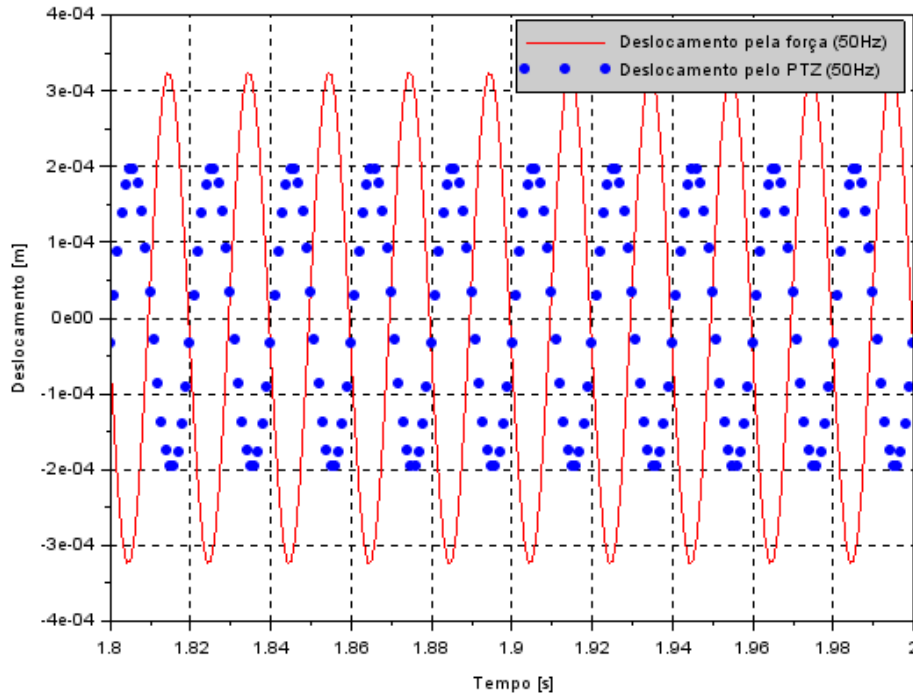 4e-04
Deslocamento pela força (50Hz)
Deslocamento pelo PTZ (50Hz)
3e-04
2e-04
1e-04
0e00
-1e-04
-2e-04
-3e-04
-4e-04
Deslocamento [m]
1.8 1.82 1.84 1.86 1.88 1.9 1.92 1.94 1.96 1.98 2
Tempo [s]